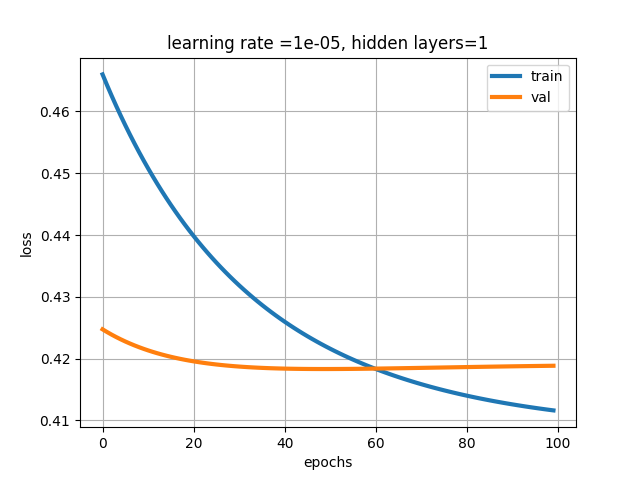 learning rate =1e-05, hidden layers=1
train
val
0.46
0.45
0.44
0.43
0.42
0.41
loss
0 20 40 60 80 100
epochs